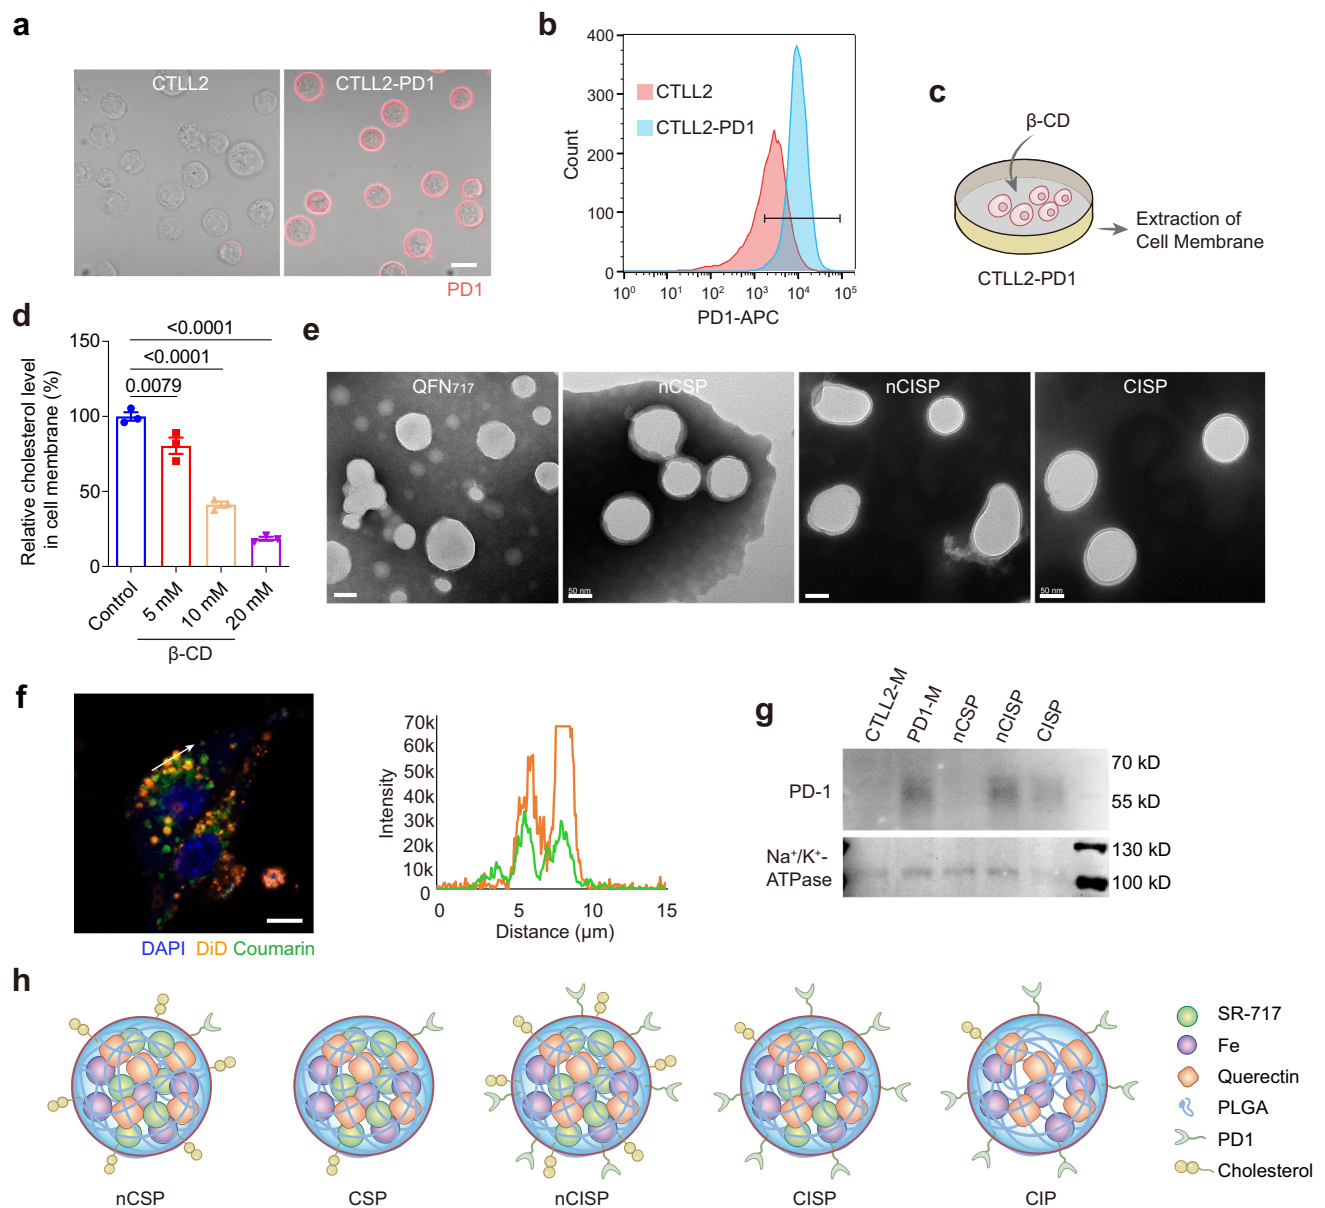 a
CTLL2
CTLL2-PD1
PD1
b
400
300
200
100
0
Count
CTLL2
CTLL2-PD1
10⁰ 10¹ 10² 10³ 10⁴ 10⁵
PD1-APC
c
β-CD
Extraction of
Cell Membrane
CTLL2-PD1
d
Relative cholesterol level
in cell membrane (%)
150
100
50
0
<0.0001
<0.0001
0.0079
Control
5 mM
10 mM
20 mM
β-CD
e
QFN717
nCSP
nCISP
CISP
50 nm
50 nm
f
DAPI DiD Coumarin
Intensity
70k
60k
50k
40k
30k
20k
10k
0
0 5 10 15
Distance (μm)
g
CTLL2-M
PD1-M
nCSP
nCISP
CISP
PD-1
70 kD
55 kD
Na⁺/K⁺-
ATPase
130 kD
100 kD
h
nCSP
CSP
nCISP
CISP
CIP
SR-717
Fe
Querectin
PLGA
PD1
Cholesterol